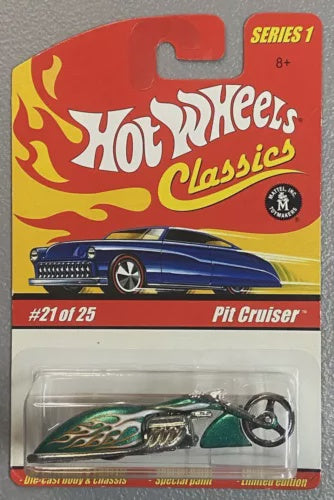 SERIES 1
8+
HOT WHEELS
Classics
MATTEL, INC.
M
TOYMAKERS
#21 of 25
Pit Cruiser™
Die-cast body & chassis • Special paint • Limited edition